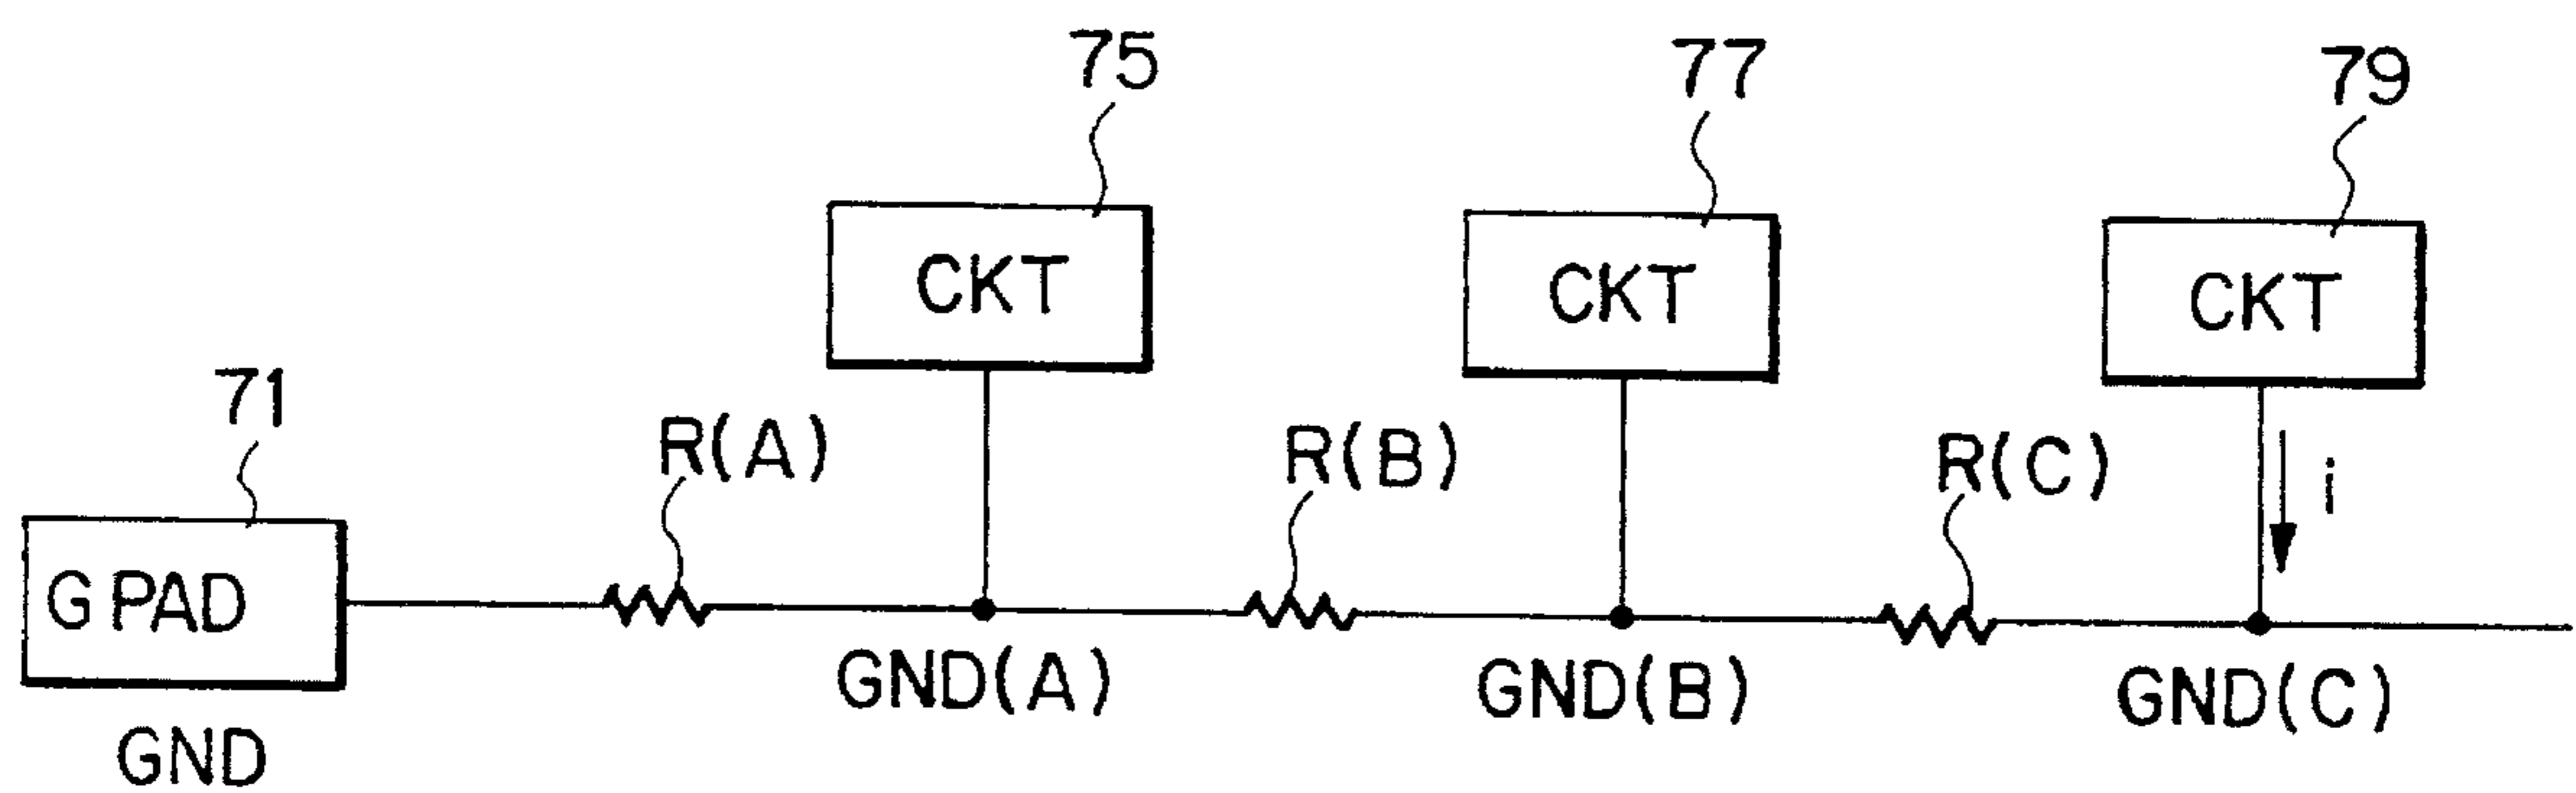 75
77
79
CKT
CKT
CKT
71
R(A)
R(B)
R(C)
i
G PAD
GND(A)
GND(B)
GND(C)
GND